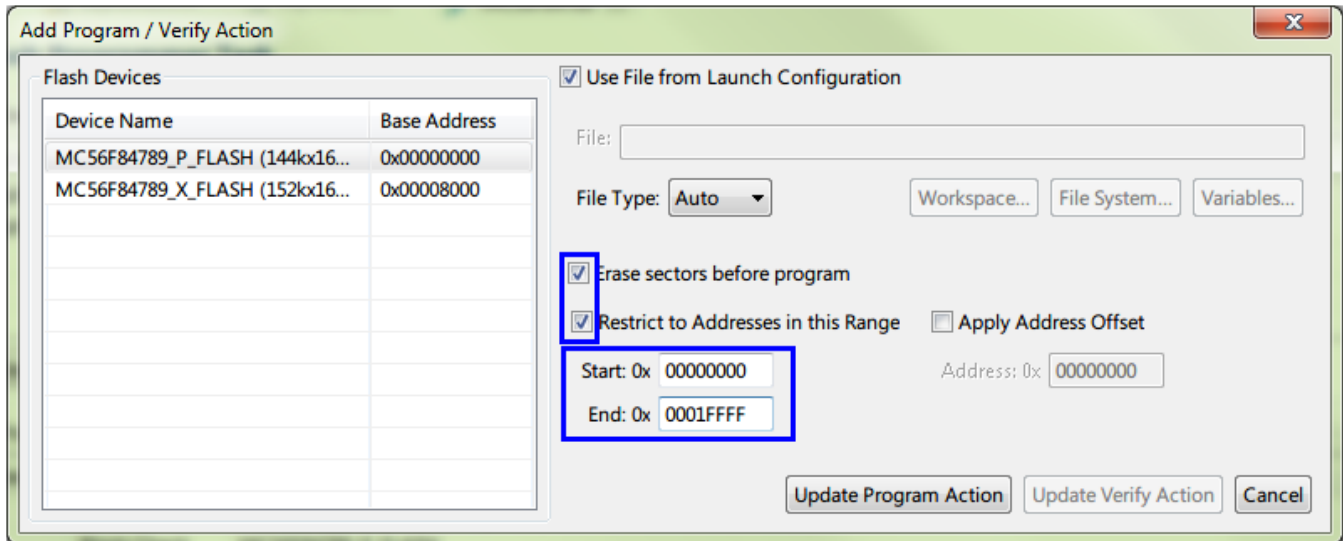 Add Program / Verify Action
Flash Devices
Device Name Base Address
MC56F84789_P_FLASH (144kx16... 0x00000000
MC56F84789_X_FLASH (152kx16... 0x00008000
Use File from Launch Configuration
File:
File Type: Auto Workspace... File System... Variables...
Erase sectors before program
Restrict to Addresses in this Range Apply Address Offset
Start: 0x 00000000 Address: 0x 00000000
End: 0x 0001FFFF
Update Program Action Update Verify Action Cancel